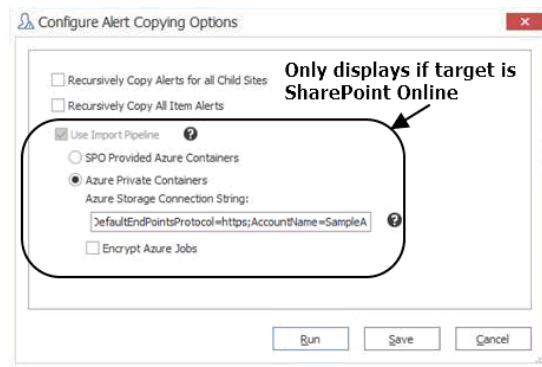 Configure Alert Copying Options
Recursively Copy Alerts for all Child Sites
Recursively Copy All Item Alerts
Only displays if target is
SharePoint Online
Use Import Pipeline ?
SPO Provided Azure Containers
Azure Private Containers
Azure Storage Connection String:
DefaultEndPointsProtocol=https;AccountName=SampleA ?
Encrypt Azure Jobs
Run Save Cancel